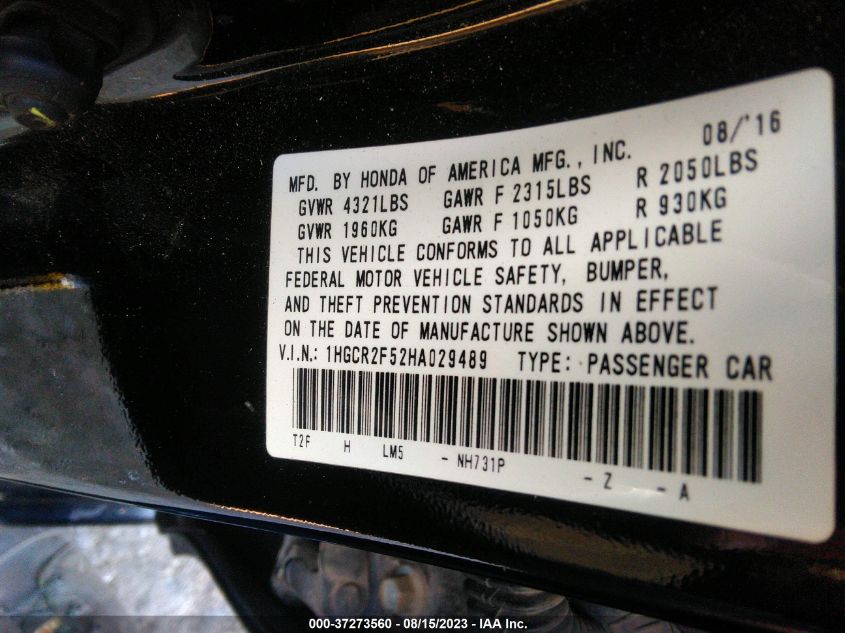 08/'16
MFD. BY HONDA OF AMERICA MFG., INC.
GVWR 4321LBS GAWR F 2315LBS R 2050LBS
GVWR 1960KG GAWR F 1050KG R 930KG
THIS VEHICLE CONFORMS TO ALL APPLICABLE
FEDERAL MOTOR VEHICLE SAFETY, BUMPER,
AND THEFT PREVENTION STANDARDS IN EFFECT
ON THE DATE OF MANUFACTURE SHOWN ABOVE.
V.I.N.: 1HGCR2F52HA029489 TYPE: PASSENGER CAR
T2F H LM5 - NH731P - Z - A
000-37273560 - 08/15/2023 - IAA Inc.